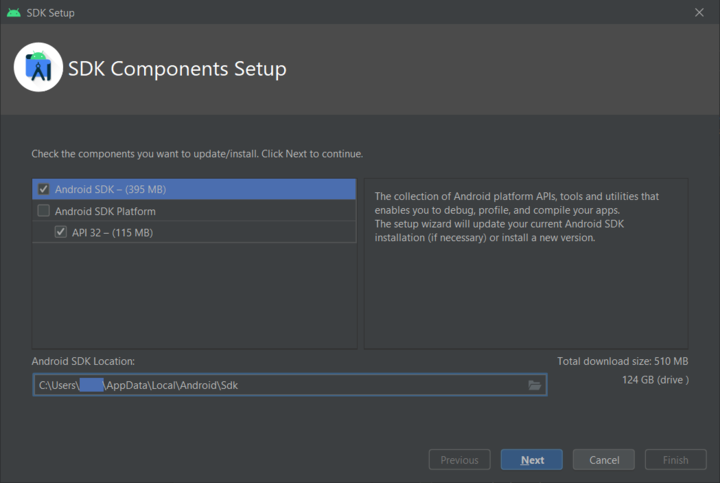 SDK Setup
SDK Components Setup
Check the components you want to update/install. Click Next to continue.
Android SDK – (395 MB)
Android SDK Platform
API 32 – (115 MB)
The collection of Android platform APIs, tools and utilities that
enables you to debug, profile, and compile your apps.
The setup wizard will update your current Android SDK
installation (if necessary) or install a new version.
Android SDK Location:
Total download size: 510 MB
C:\Users\ \AppData\Local\Android\Sdk
124 GB (drive )
Previous
Next
Cancel
Finish